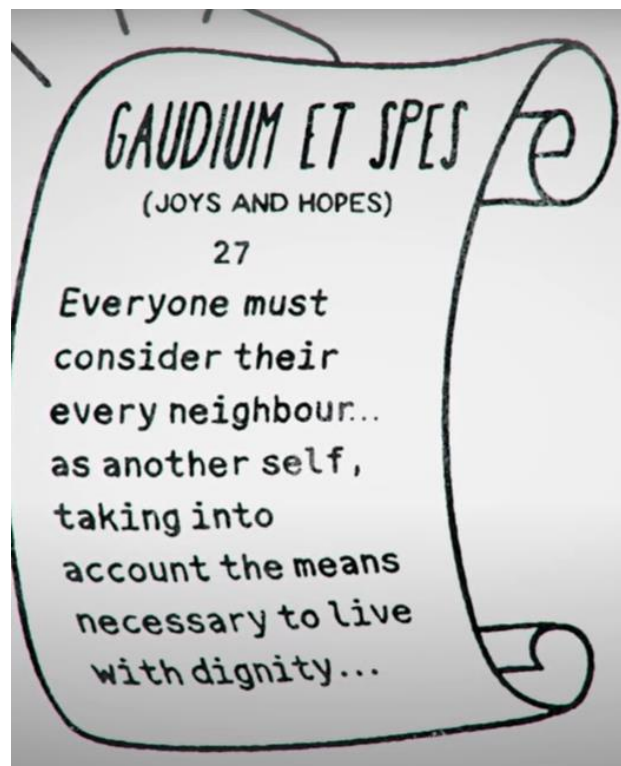 GAUDIUM ET SPES
(JOYS AND HOPES)
27
Everyone must
consider their
every neighbour...
as another self,
taking into
account the means
necessary to live
with dignity...